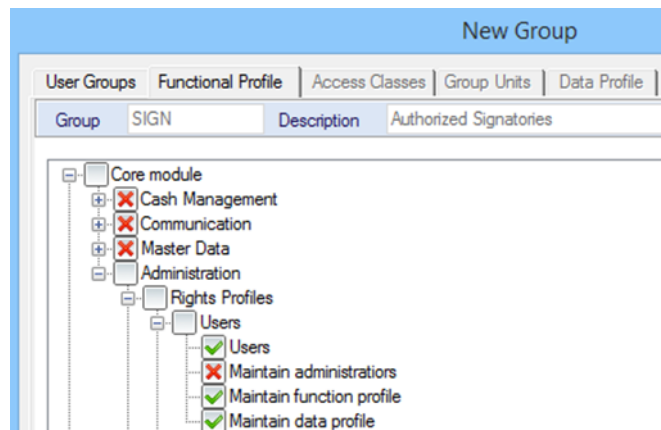 New Group
User Groups Functional Profile Access Classes Group Units Data Profile
Group SIGN Description Authorized Signatories
Core module
Cash Management
Communication
Master Data
Administration
Rights Profiles
Users
Users
Maintain administratiors
Maintain function profile
Maintain data profile